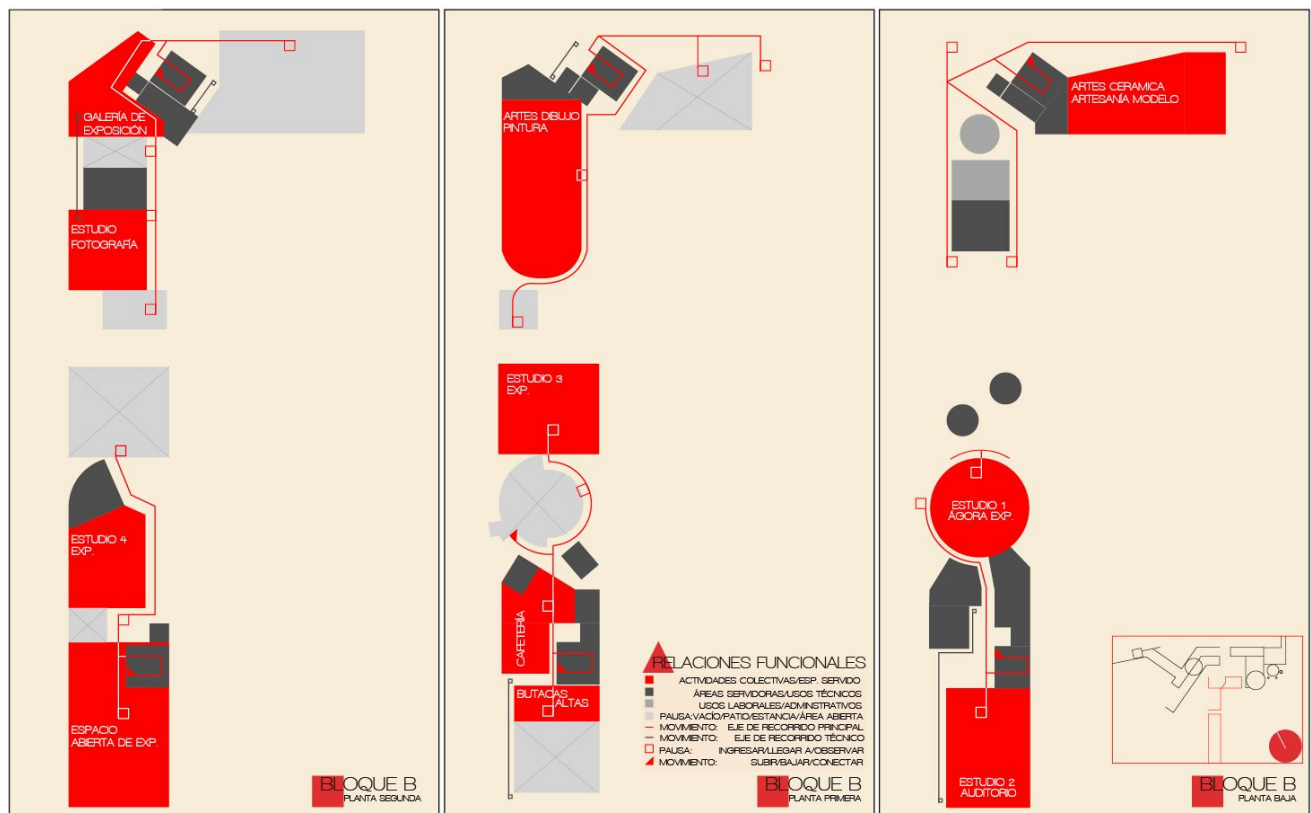 GALERÍA DE
EXPOSICIÓN
ESTUDIO
FOTOGRAFÍA
ESTUDIO 4
EXP.
ESPACIO
ABIERTA DE EXP.
BLOQUE B
PLANTA SEGUNDA
ARTES DIBUJO
PINTURA
ESTUDIO 3
EXP.
CAFETERÍA
BUTACAS
ALTAS
RELACIONES FUNCIONALES
ACTIVIDADES COLECTIVAS/ESP. SERVIDO
ÁREAS SERVIDORAS/USOS TÉCNICOS
USOS LABORALES/ADMINSTRATIVOS
PAUSA:VACÍO/PATIO/ESTANCIA/ÁREA ABIERTA
MOVIMIENTO: EJE DE RECORRIDO PRINCIPAL
MOVIMIENTO: EJE DE RECORRIDO TÉCNICO
PAUSA: INGRESAR/LLEGAR A/OBSERVAR
MOVIMIENTO: SUBIR/BAJAR/CONECTAR
BLOQUE B
PLANTA PRIMERA
ARTES CERAMICA
ARTESANÍA MODELO
ESTUDIO 1
ÁGORA EXP.
ESTUDIO 2
AUDITORIO
BLOQUE B
PLANTA BAJA